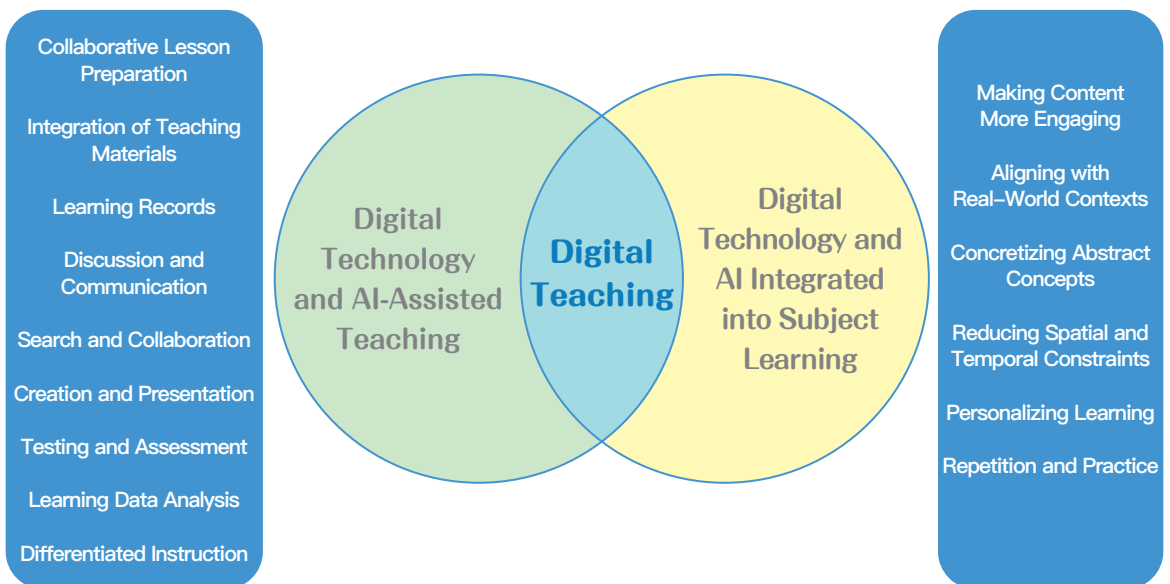 Collaborative Lesson
Preparation
Integration of Teaching
Materials
Learning Records
Discussion and
Communication
Search and Collaboration
Creation and Presentation
Testing and Assessment
Learning Data Analysis
Differentiated Instruction
Digital
Technology
and AI-Assisted
Teaching
Digital
Teaching
Digital
Technology and
AI Integrated
into Subject
Learning
Making Content
More Engaging
Aligning with
Real–World Contexts
Concretizing Abstract
Concepts
Reducing Spatial and
Temporal Constraints
Personalizing Learning
Repetition and Practice